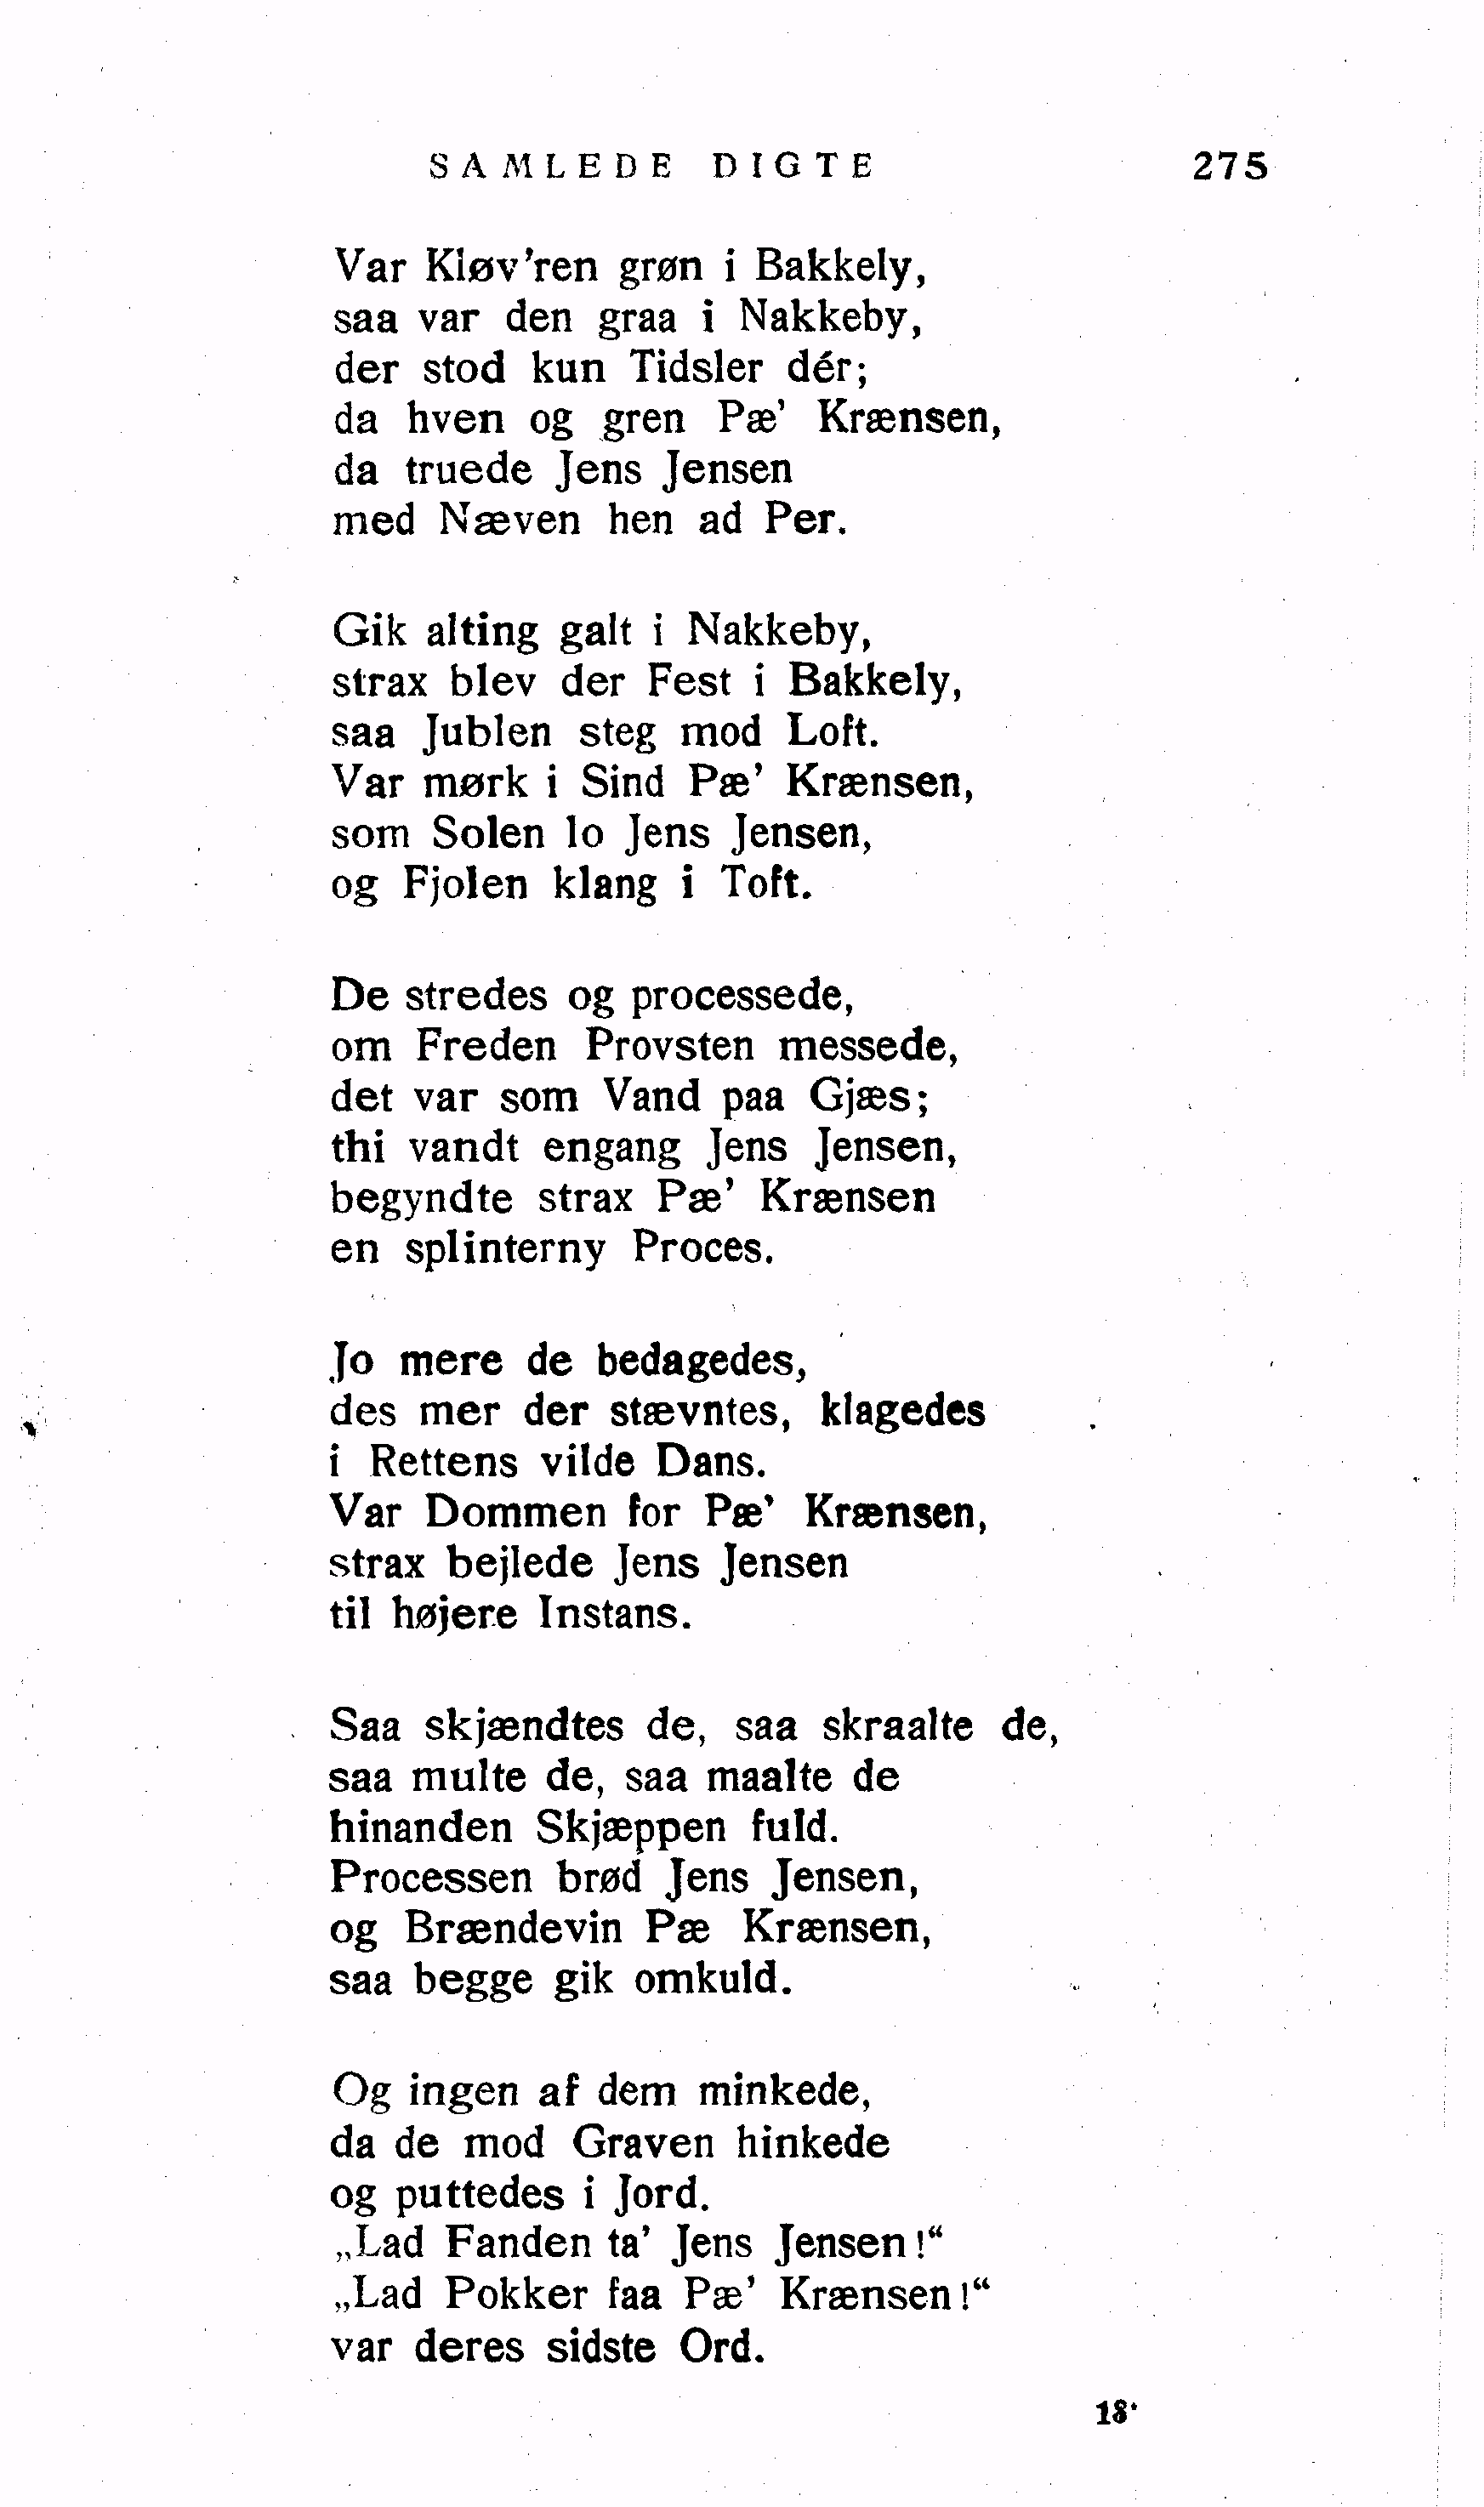 SAMLEDE DIGTE 275
Var Kløv'ren grøn i Bakkely,
saa var den graa i Nakkeby,
der stod kun Tidsler dér;
da hven og gren Pæ' Krænsen,
da truede Jens Jensen
med Næven hen ad Per.
Gik alting galt i Nakkeby,
strax blev der Fest i Bakkely,
saa Jublen steg mod Loft.
Var mørk i Sind Pæ' Krænsen,
som Solen lo Jens Jensen,
og Fjolen klang i Toft.
De stredes og processede,
om Freden Provsten messede,
det var som Vand paa Gjæs;
thi vandt engang Jens Jensen,
begyndte strax Pæ' Krænsen
en splinterny Proces.
Jo mere de bedagedes,
des mer der stævntes, klagedes
i Rettens vilde Dans.
Var Dommen for Pæ' Krænsen,
strax bejlede Jens Jensen
til højere Instans.
Saa skjændtes de, saa skraalte de,
saa multe de, saa maalte de
hinanden Skjæppen fuld.
Processen brød Jens Jensen,
og Brændevin Pæ Krænsen,
saa begge gik omkuld.
Og ingen af dem minkede,
da de mod Graven hinkede
og puttedes i Jord.
„Lad Fanden ta' Jens Jensen!“
„Lad Pokker faa Pæ' Krænsen!“
var deres sidste Ord.
18*